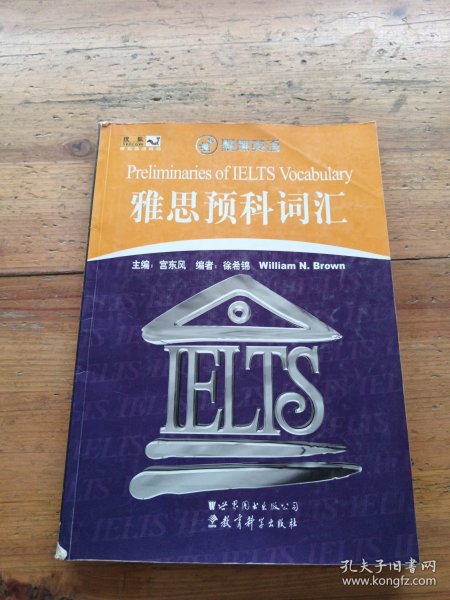 Preliminaries of IELTS Vocabulary
雅思预科词汇
主编：宫东风 编者：徐希锦 William N. Brown
IELTS
世界图书出版公司
教育科学出版社
孔夫子旧书网
www.kongfz.com